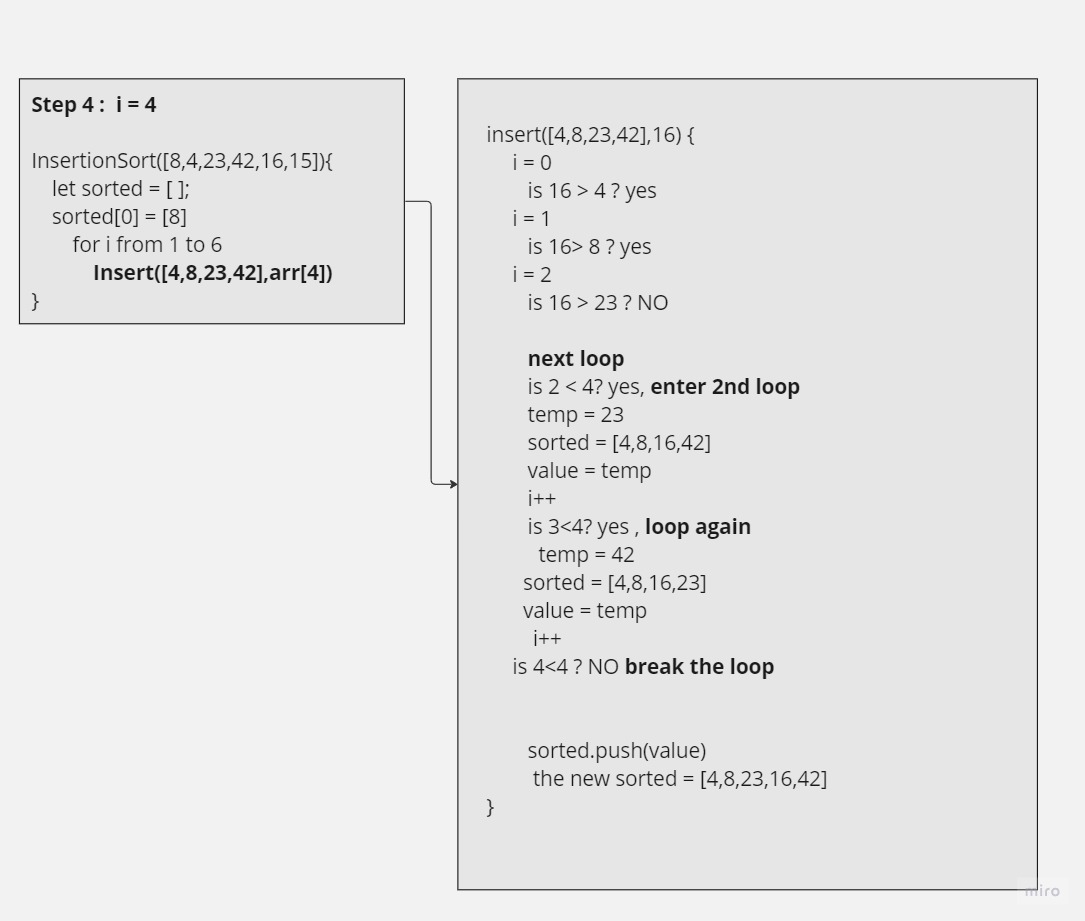 Step 4 :  i = 4
InsertionSort([8,4,23,42,16,15]){
let sorted = [ ];
sorted[0] = [8]
for i from 1 to 6
Insert([4,8,23,42],arr[4])
}
insert([4,8,23,42],16) {
i = 0
is 16 > 4 ? yes
i = 1
is 16> 8 ? yes
i = 2
is 16 > 23 ? NO
next loop
is 2 < 4? yes, enter 2nd loop
temp = 23
sorted = [4,8,16,42]
value = temp
i++
is 3<4? yes , loop again
temp = 42
sorted = [4,8,16,23]
value = temp
i++
is 4<4 ? NO break the loop
sorted.push(value)
the new sorted = [4,8,23,16,42]
}
miro